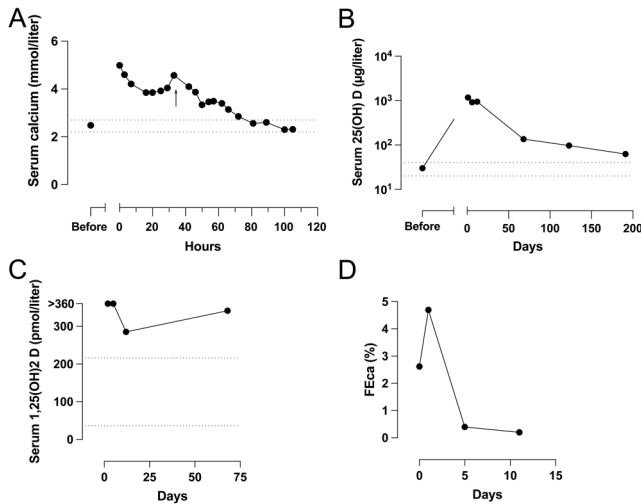 A
Serum calcium (mmol/liter)
6
4
2
0
Before
0 20 40 60 80 100 120
Hours
B
Serum 25(OH) D (µg/liter)
10⁴
10³
10²
10¹
Before
0 50 100 150 200
Days
C
Serum 1,25(OH)2 D (pmol/liter)
>360
300
200
100
0
0 25 50 75
Days
D
FEca (%)
5
4
3
2
1
0
0 5 10 15
Days